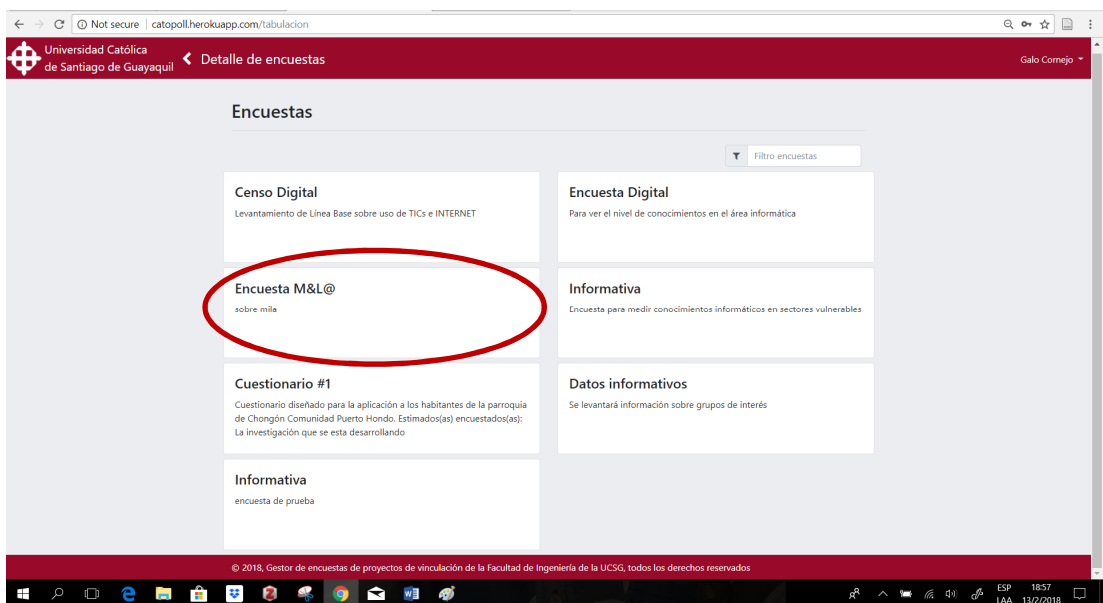 Not secure | catopoll.herokuapp.com/tabulacion
Universidad Católica
de Santiago de Guayaquil
Detalle de encuestas
Galo Cornejo
Encuestas
Filtro encuestas
Censo Digital
Levantamiento de Línea Base sobre uso de TICs e INTERNET
Encuesta Digital
Para ver el nivel de conocimientos en el área informática
Encuesta M&L@
sobre mila
Informativa
Encuesta para medir conocimientos informáticos en sectores vulnerables
Cuestionario #1
Cuestionario diseñado para la aplicación a los habitantes de la parroquia
de Chongón Comunidad Puerto Hondo. Estimados(as) encuestados(as):
La investigación que se esta desarrollando
Datos informativos
Se levantará información sobre grupos de interés
Informativa
encuesta de prueba
© 2018, Gestor de encuestas de proyectos de vinculación de la Facultad de Ingeniería de la UCSG, todos los derechos reservados
ESP 18:57
LAA 13/2/2018